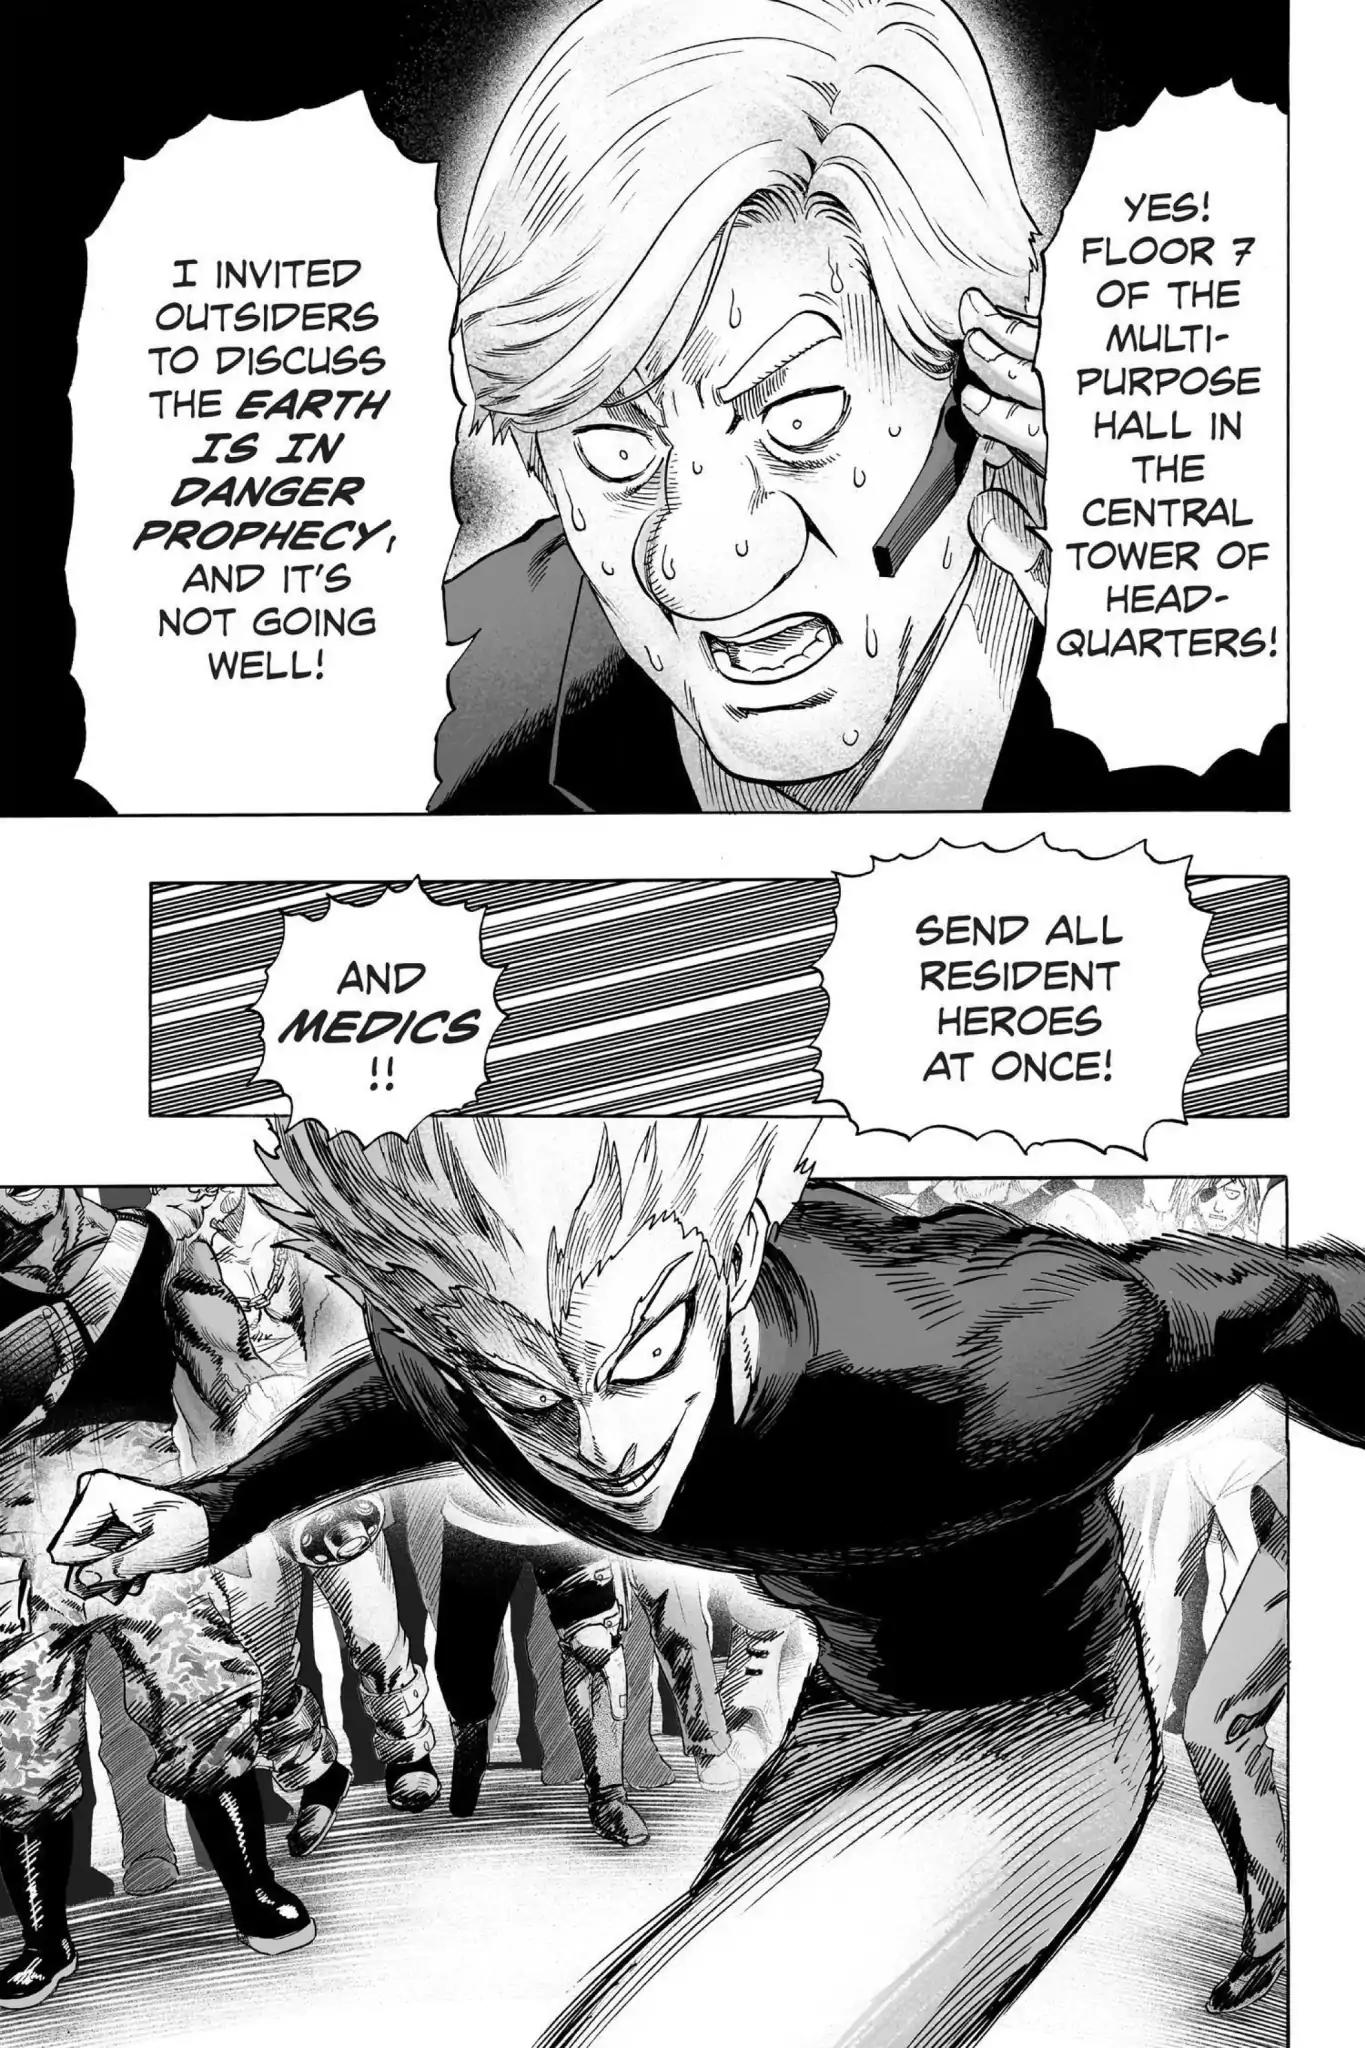 YES!
FLOOR 7
OF THE
MULTI-
PURPOSE
HALL IN
THE
CENTRAL
TOWER OF
HEAD-
QUARTERS!
I INVITED
OUTSIDERS
TO DISCUSS
THE EARTH
IS IN
DANGER
PROPHECY,
AND IT'S
NOT GOING
WELL!
SEND ALL
RESIDENT
HEROES
AT ONCE!
AND
MEDICS
!!